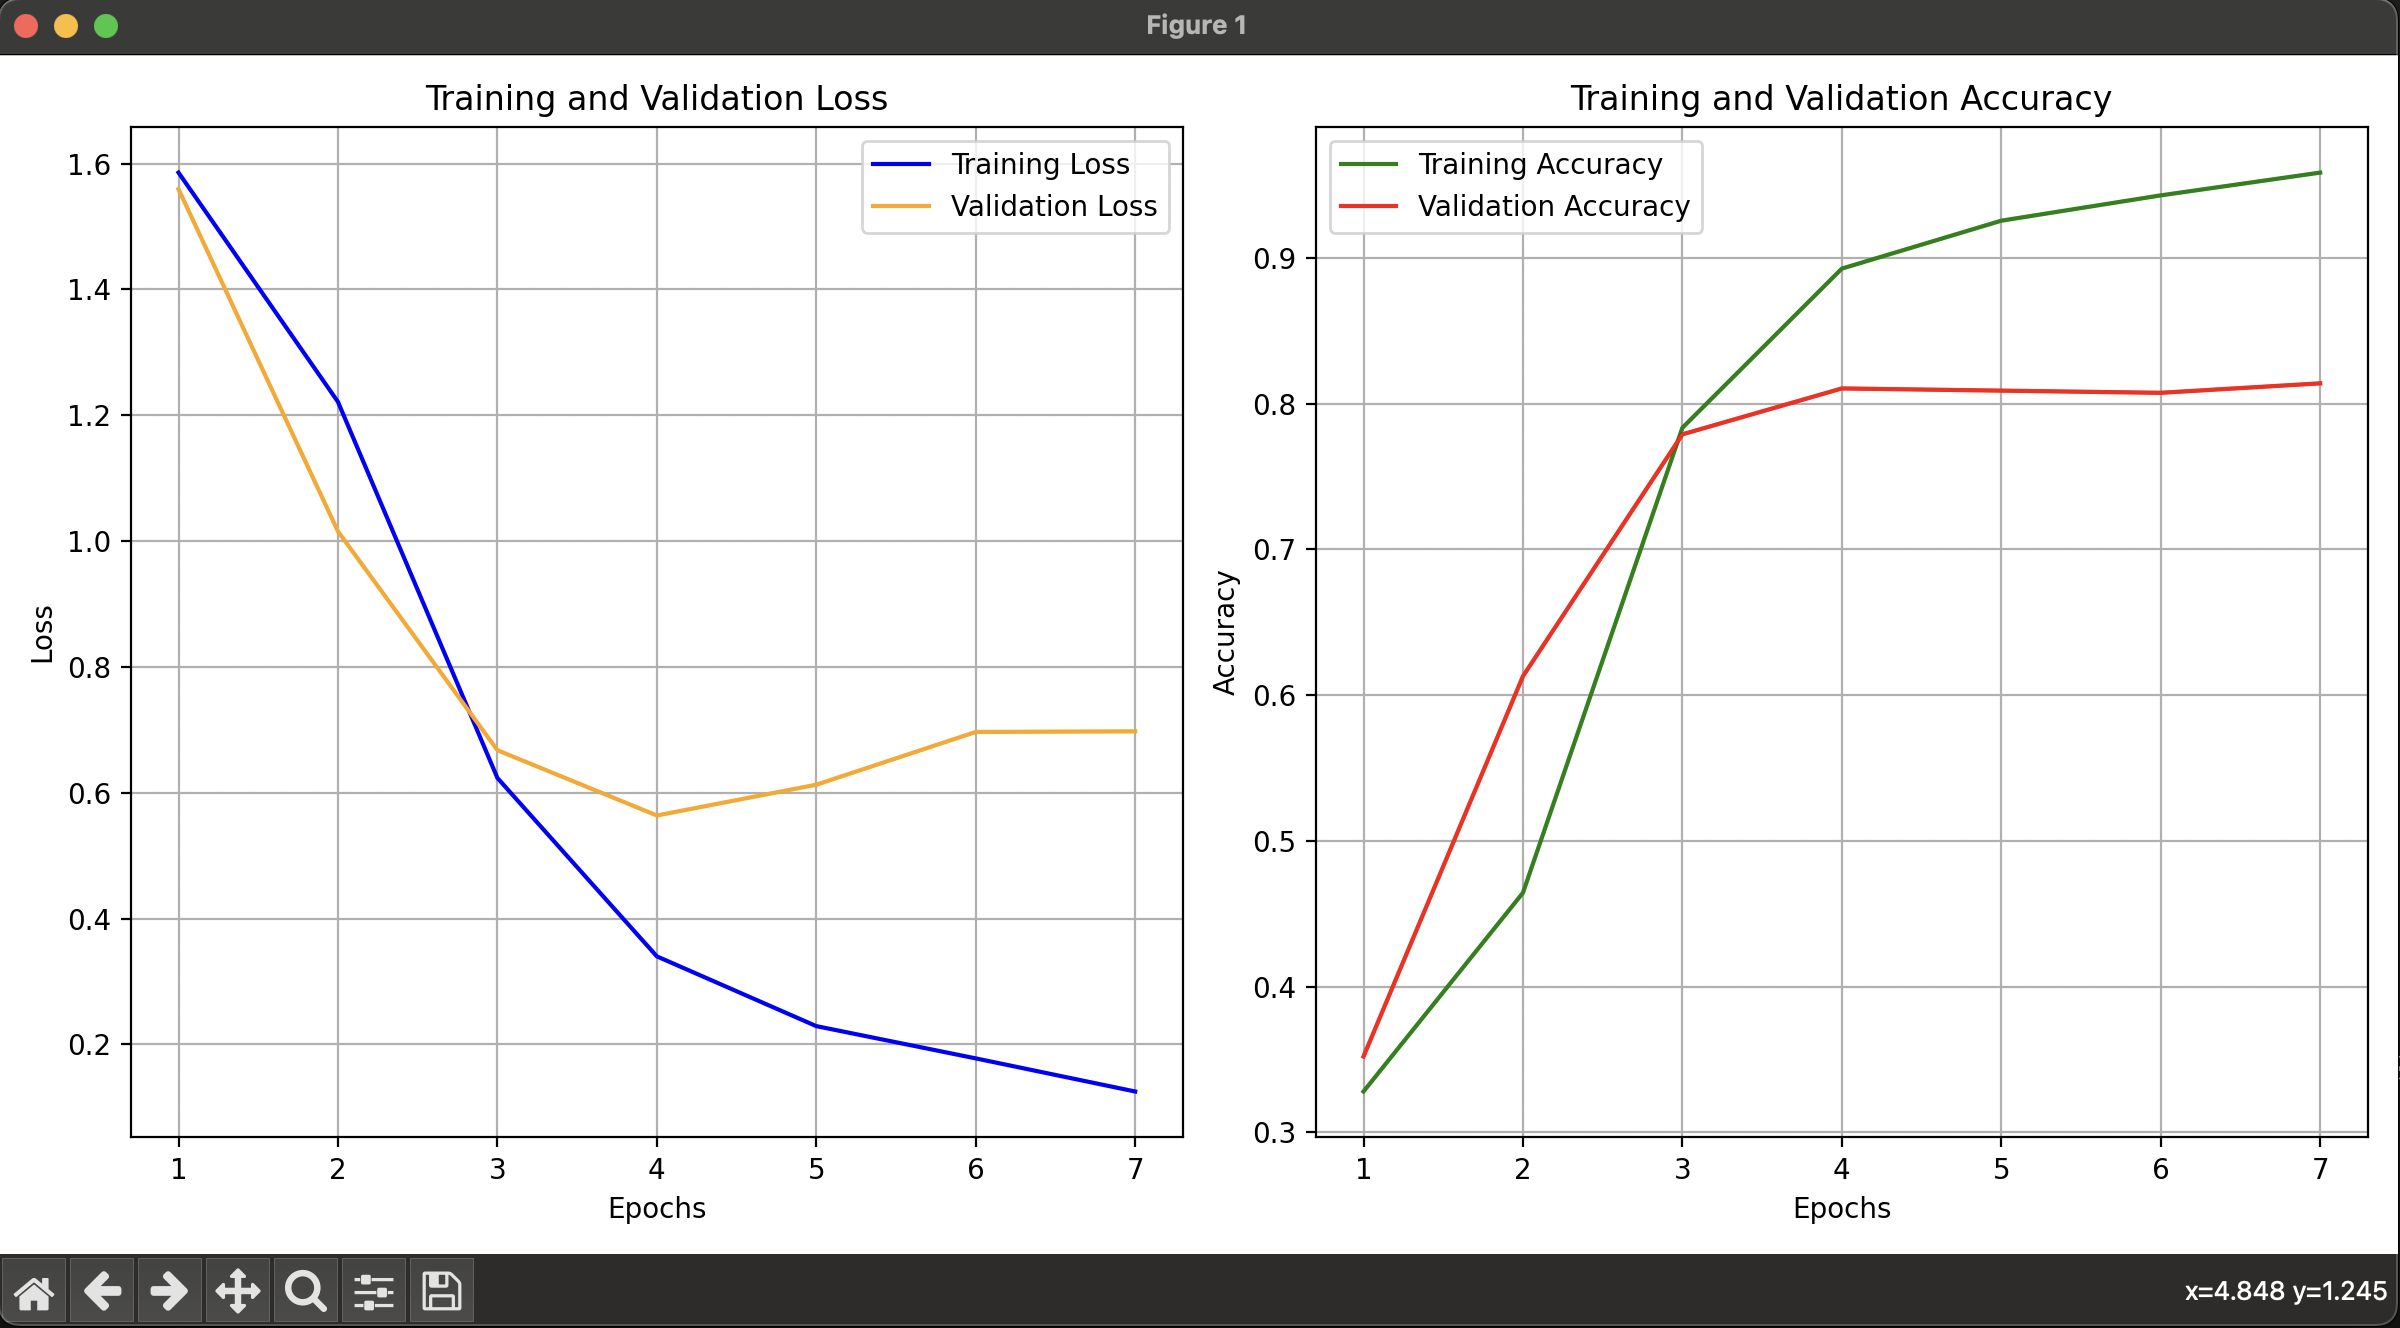 Figure 1
Training and Validation Loss
Training Loss
Validation Loss
1.6
1.4
1.2
1.0
0.8
0.6
0.4
0.2
Loss
1 2 3 4 5 6 7
Epochs
Training and Validation Accuracy
Training Accuracy
Validation Accuracy
0.9
0.8
0.7
0.6
0.5
0.4
0.3
Accuracy
1 2 3 4 5 6 7
Epochs
x=4.848 y=1.245